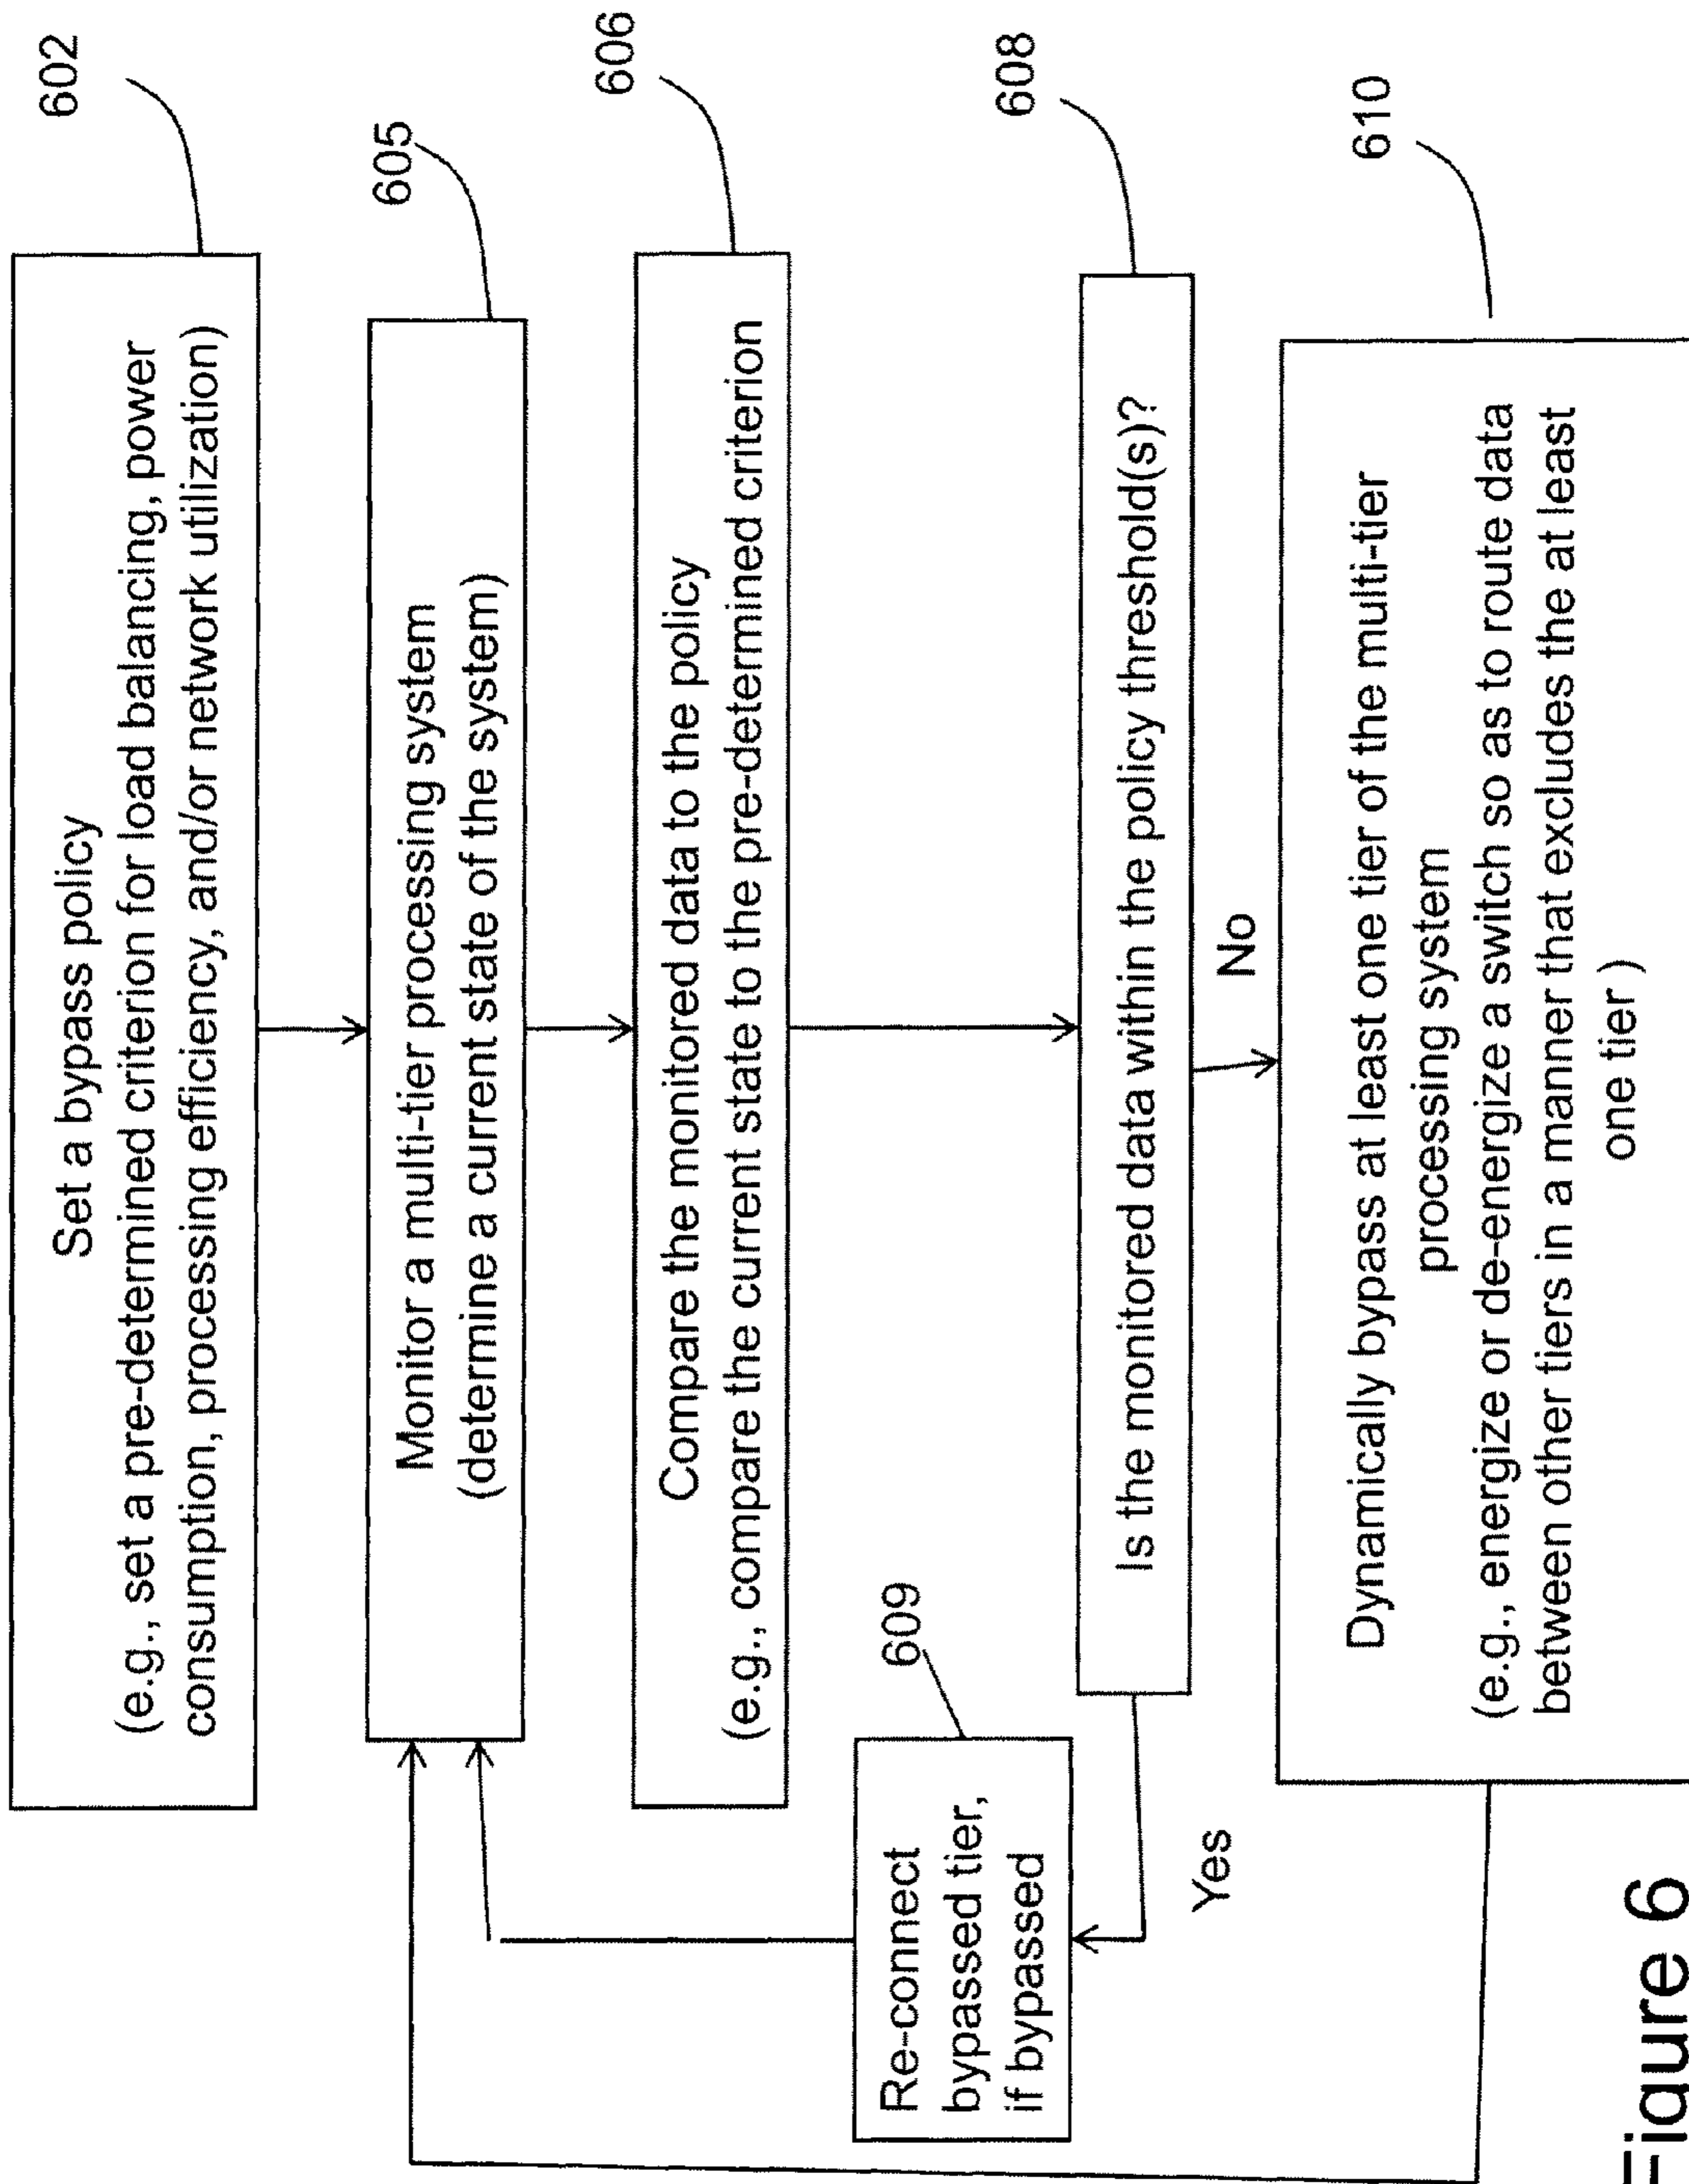 602
Set a bypass policy
(e.g., set a pre-determined criterion for load balancing, power
consumption, processing efficiency, and/or network utilization)
605
Monitor a multi-tier processing system
(determine a current state of the system)
606
Compare the monitored data to the policy
(e.g., compare the current state to the pre-determined criterion
608
Is the monitored data within the policy threshold(s)?
609
Re-connect
bypassed tier,
if bypassed
Yes
No
610
Dynamically bypass at least one tier of the multi-tier
processing system
(e.g., energize or de-energize a switch so as to route data
between other tiers in a manner that excludes the at least
one tier )
Figure 6